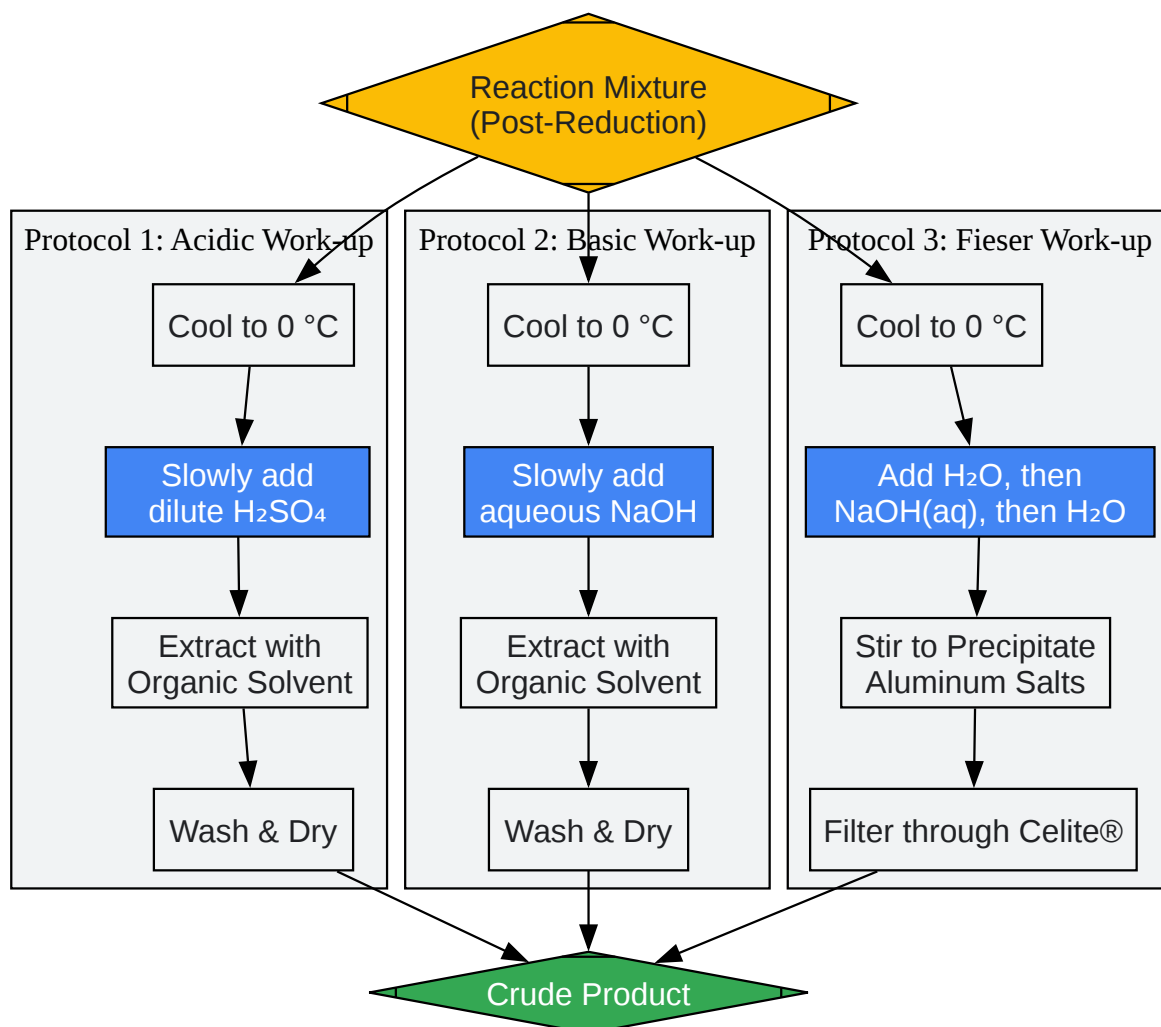 Reaction Mixture
(Post-Reduction)
Protocol 1: Acidic Work-up
Cool to 0 °C
Slowly add
dilute H₂SO₄
Extract with
Organic Solvent
Wash & Dry
Protocol 2: Basic Work-up
Cool to 0 °C
Slowly add
aqueous NaOH
Extract with
Organic Solvent
Wash & Dry
Protocol 3: Fieser Work-up
Cool to 0 °C
Add H₂O, then
NaOH(aq), then H₂O
Stir to Precipitate
Aluminum Salts
Filter through Celite®
Crude Product